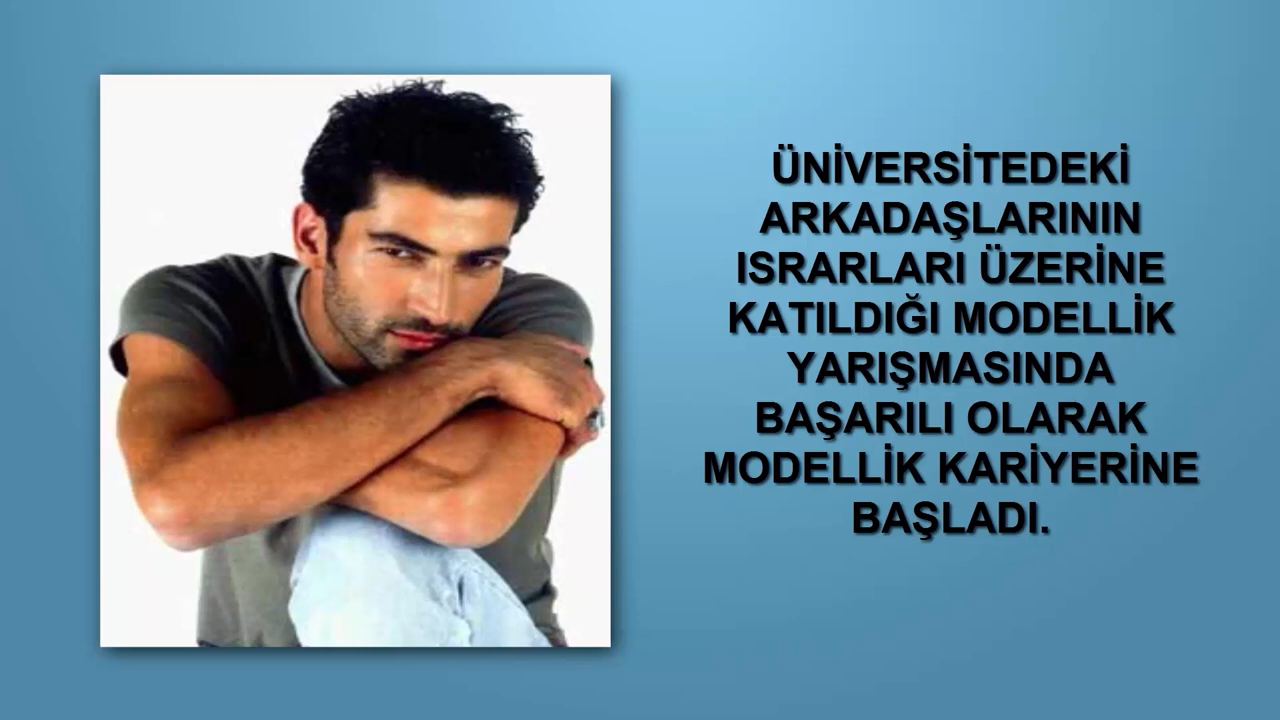 ÜNİVERSİTEDEKİ
ARKADAŞLARININ
ISRARLARI ÜZERİNE
KATILDIĞI MODELLİK
YARIŞMASINDA
BAŞARILI OLARAK
MODELLİK KARİYERİNE
BAŞLADI.